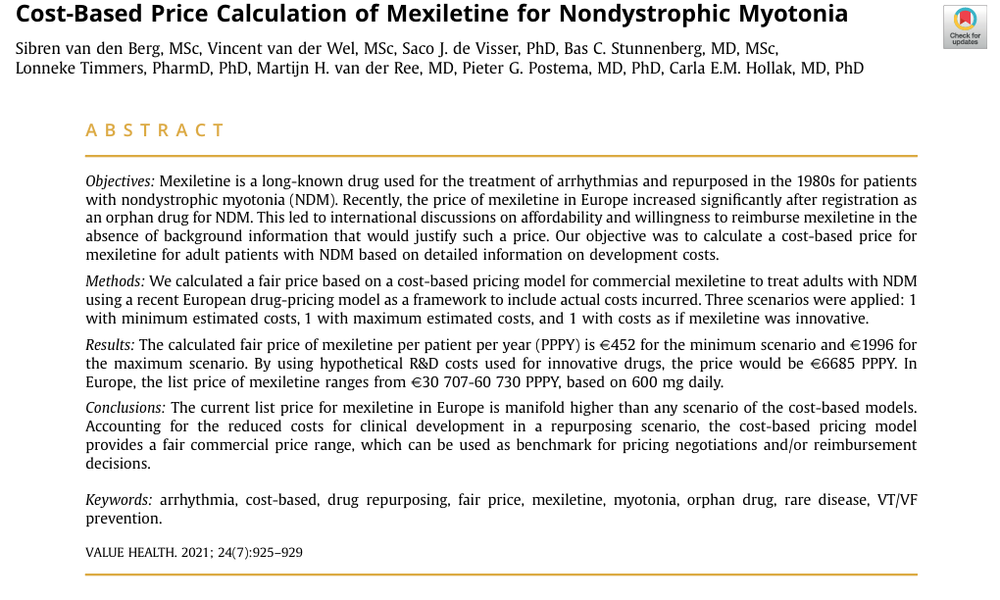 Cost-Based Price Calculation of Mexiletine for Nondystrophic Myotonia
Check for
updates
Sibren van den Berg, MSc, Vincent van der Wel, MSc, Saco J. de Visser, PhD, Bas C. Stunnenberg, MD, MSc,
Lonneke Timmers, PharmD, PhD, Martijn H. van der Ree, MD, Pieter G. Postema, MD, PhD, Carla E.M. Hollak, MD, PhD
ABSTRACT
Objectives: Mexiletine is a long-known drug used for the treatment of arrhythmias and repurposed in the 1980s for patients
with nondystrophic myotonia (NDM). Recently, the price of mexiletine in Europe increased significantly after registration as
an orphan drug for NDM. This led to international discussions on affordability and willingness to reimburse mexiletine in the
absence of background information that would justify such a price. Our objective was to calculate a cost-based price for
mexiletine for adult patients with NDM based on detailed information on development costs.
Methods: We calculated a fair price based on a cost-based pricing model for commercial mexiletine to treat adults with NDM
using a recent European drug-pricing model as a framework to include actual costs incurred. Three scenarios were applied: 1
with minimum estimated costs, 1 with maximum estimated costs, and 1 with costs as if mexiletine was innovative.
Results: The calculated fair price of mexiletine per patient per year (PPPY) is €452 for the minimum scenario and €1996 for
the maximum scenario. By using hypothetical R&D costs used for innovative drugs, the price would be €6685 PPPY. In
Europe, the list price of mexiletine ranges from €30 707-60 730 PPPY, based on 600 mg daily.
Conclusions: The current list price for mexiletine in Europe is manifold higher than any scenario of the cost-based models.
Accounting for the reduced costs for clinical development in a repurposing scenario, the cost-based pricing model
provides a fair commercial price range, which can be used as benchmark for pricing negotiations and/or reimbursement
decisions.
Keywords: arrhythmia, cost-based, drug repurposing, fair price, mexiletine, myotonia, orphan drug, rare disease, VT/VF
prevention.
VALUE HEALTH. 2021; 24(7):925–929